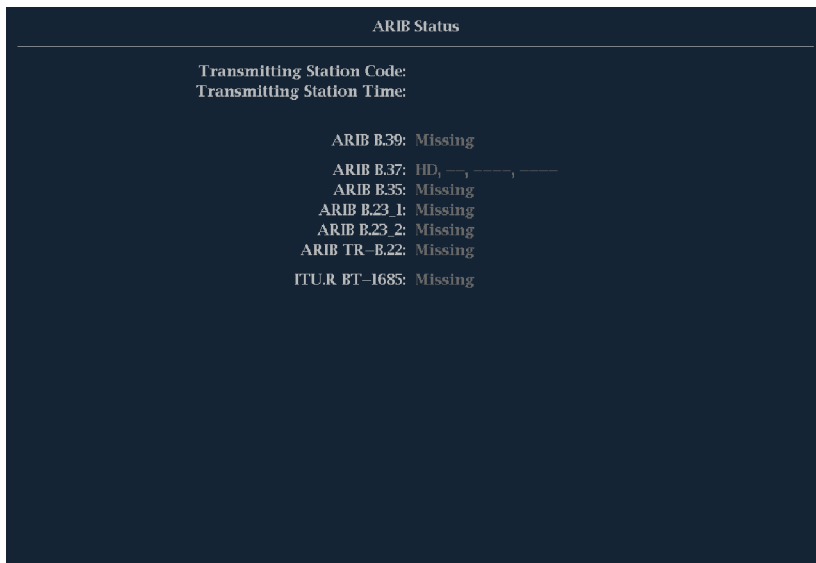 ARIB Status
Transmitting Station Code:
Transmitting Station Time:
ARIB B.39: Missing
ARIB B.37: HD, ––, ––––, ––––
ARIB B.35: Missing
ARIB B.23_1: Missing
ARIB B.23_2: Missing
ARIB TR–B.22: Missing
ITU.R BT–1685: Missing